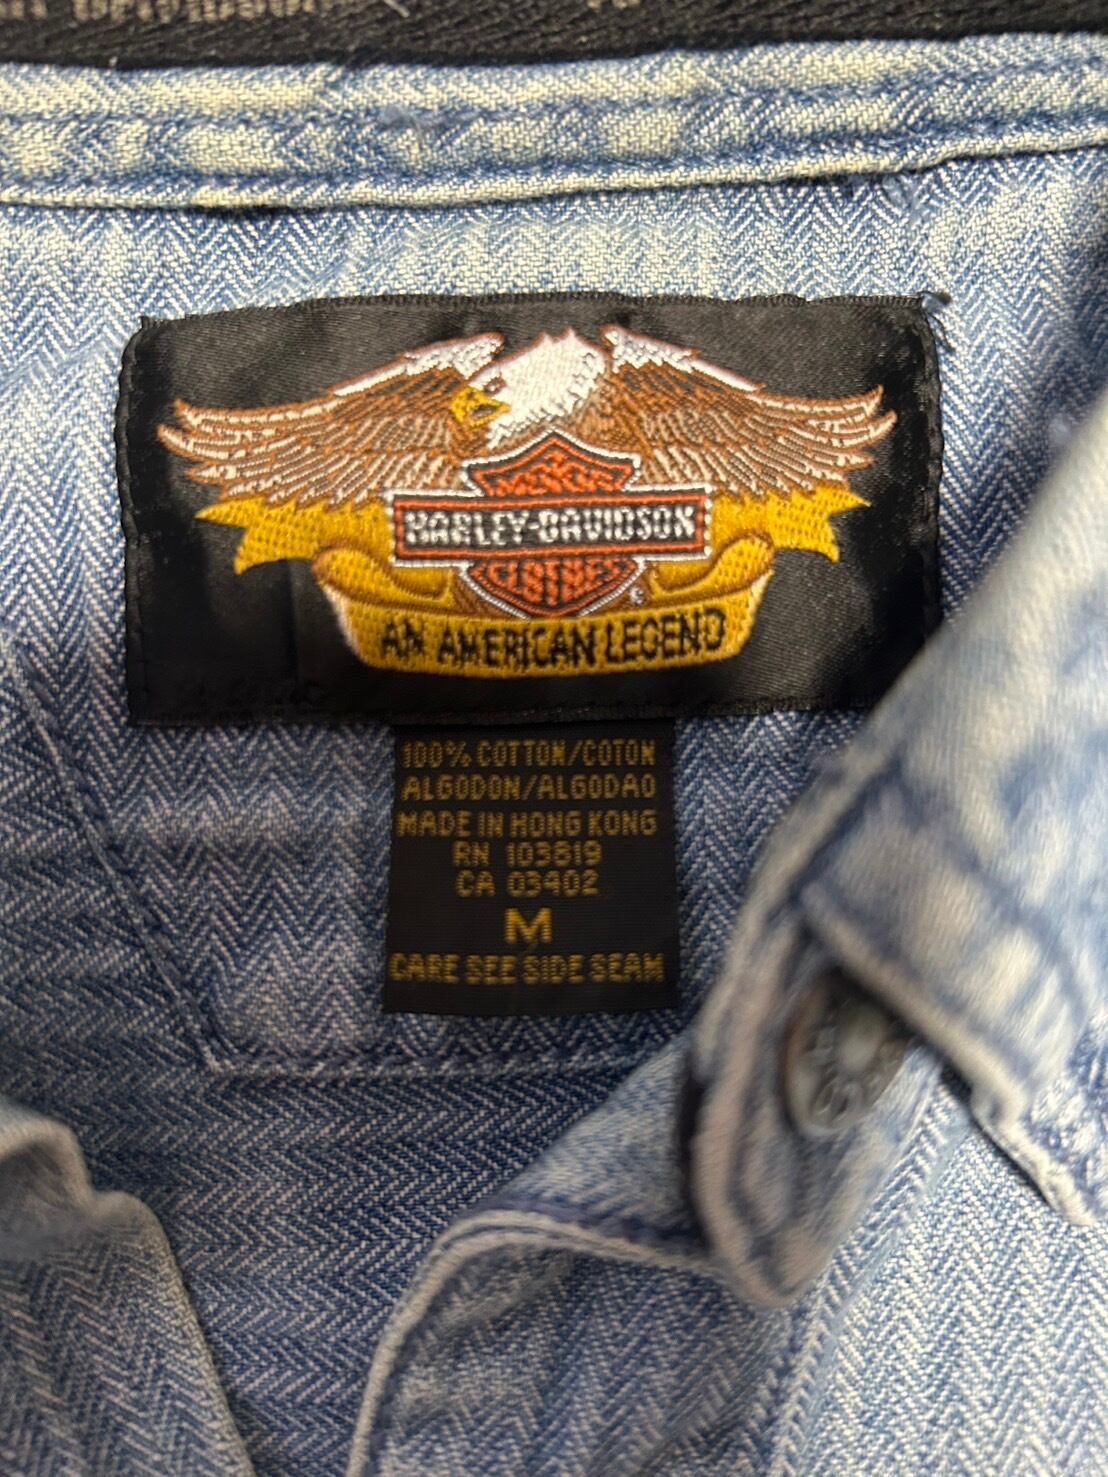 MOTOR
HARLEY-DAVIDSON
CLOTHES
AN AMERICAN LEGEND
100% COTTON/COTON
ALGODON/ALGODAO
MADE IN HONG KONG
RN 103819
CA 03402
M
CARE SEE SIDE SEAM